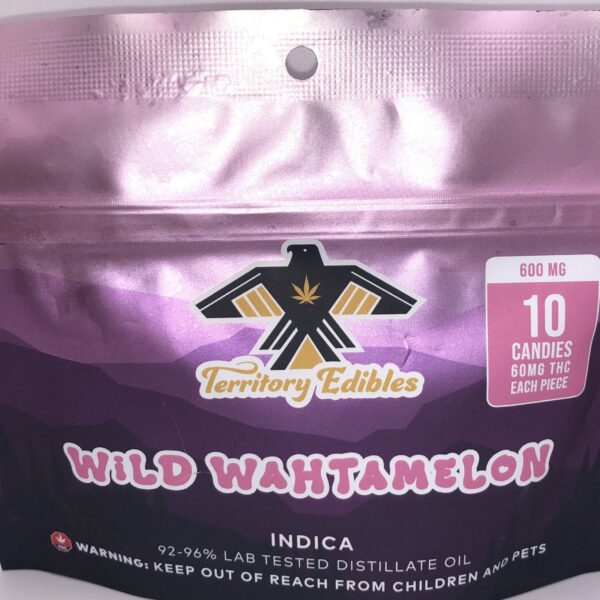 600 MG
10
CANDIES
60MG THC
EACH PIECE
Territory Edibles
WiLD WAHTAMELON
INDICA
92-96% LAB TESTED DISTILLATE OIL
WARNING: KEEP OUT OF REACH FROM CHILDREN AND PETS